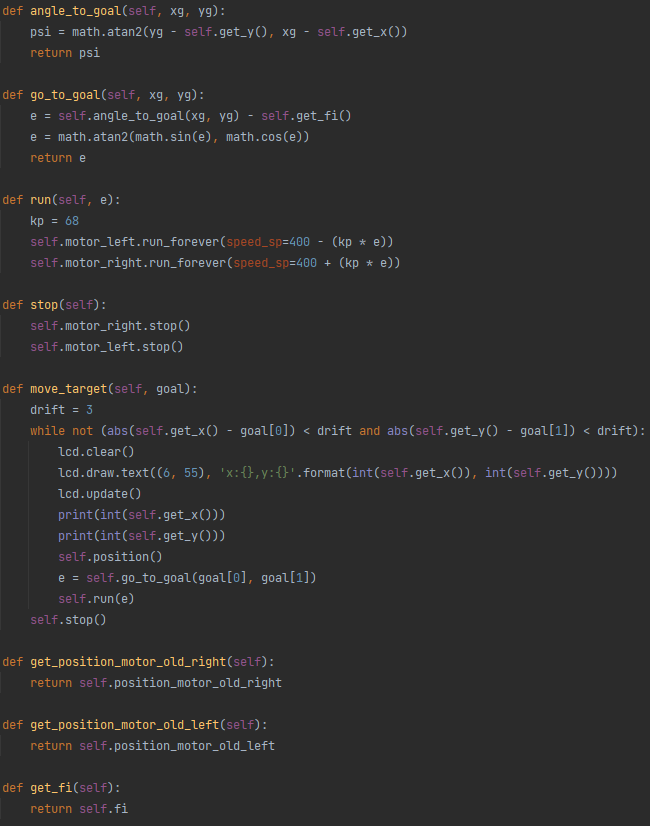 def angle_to_goal(self, xg, yg):
    psi = math.atan2(yg - self.get_y(), xg - self.get_x())
    return psi

def go_to_goal(self, xg, yg):
    e = self.angle_to_goal(xg, yg) - self.get_fi()
    e = math.atan2(math.sin(e), math.cos(e))
    return e

def run(self, e):
    kp = 68
    self.motor_left.run_forever(speed_sp=400 - (kp * e))
    self.motor_right.run_forever(speed_sp=400 + (kp * e))

def stop(self):
    self.motor_right.stop()
    self.motor_left.stop()

def move_target(self, goal):
    drift = 3
    while not (abs(self.get_x() - goal[0]) < drift and abs(self.get_y() - goal[1]) < drift):
        lcd.clear()
        lcd.draw.text((6, 55), 'x:{},y:{}'.format(int(self.get_x()), int(self.get_y())))
        lcd.update()
        print(int(self.get_x()))
        print(int(self.get_y()))
        self.position()
        e = self.go_to_goal(goal[0], goal[1])
        self.run(e)
    self.stop()

def get_position_motor_old_right(self):
    return self.position_motor_old_right

def get_position_motor_old_left(self):
    return self.position_motor_old_left

def get_fi(self):
    return self.fi